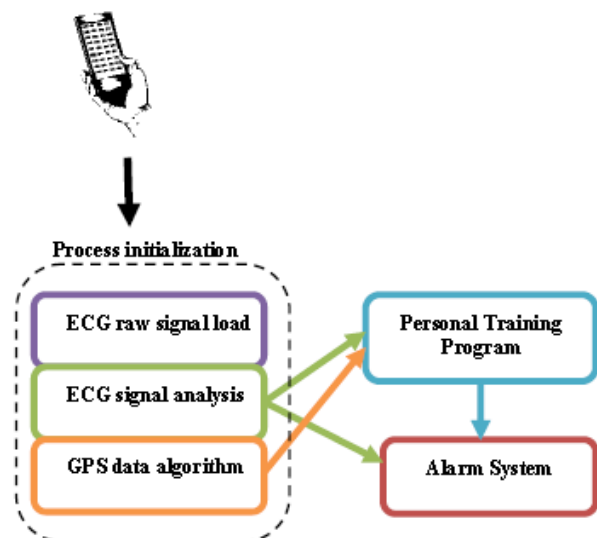 Process initialization
ECG raw signal load
ECG signal analysis
GPS data algorithm
Personal Training
Program
Alarm System